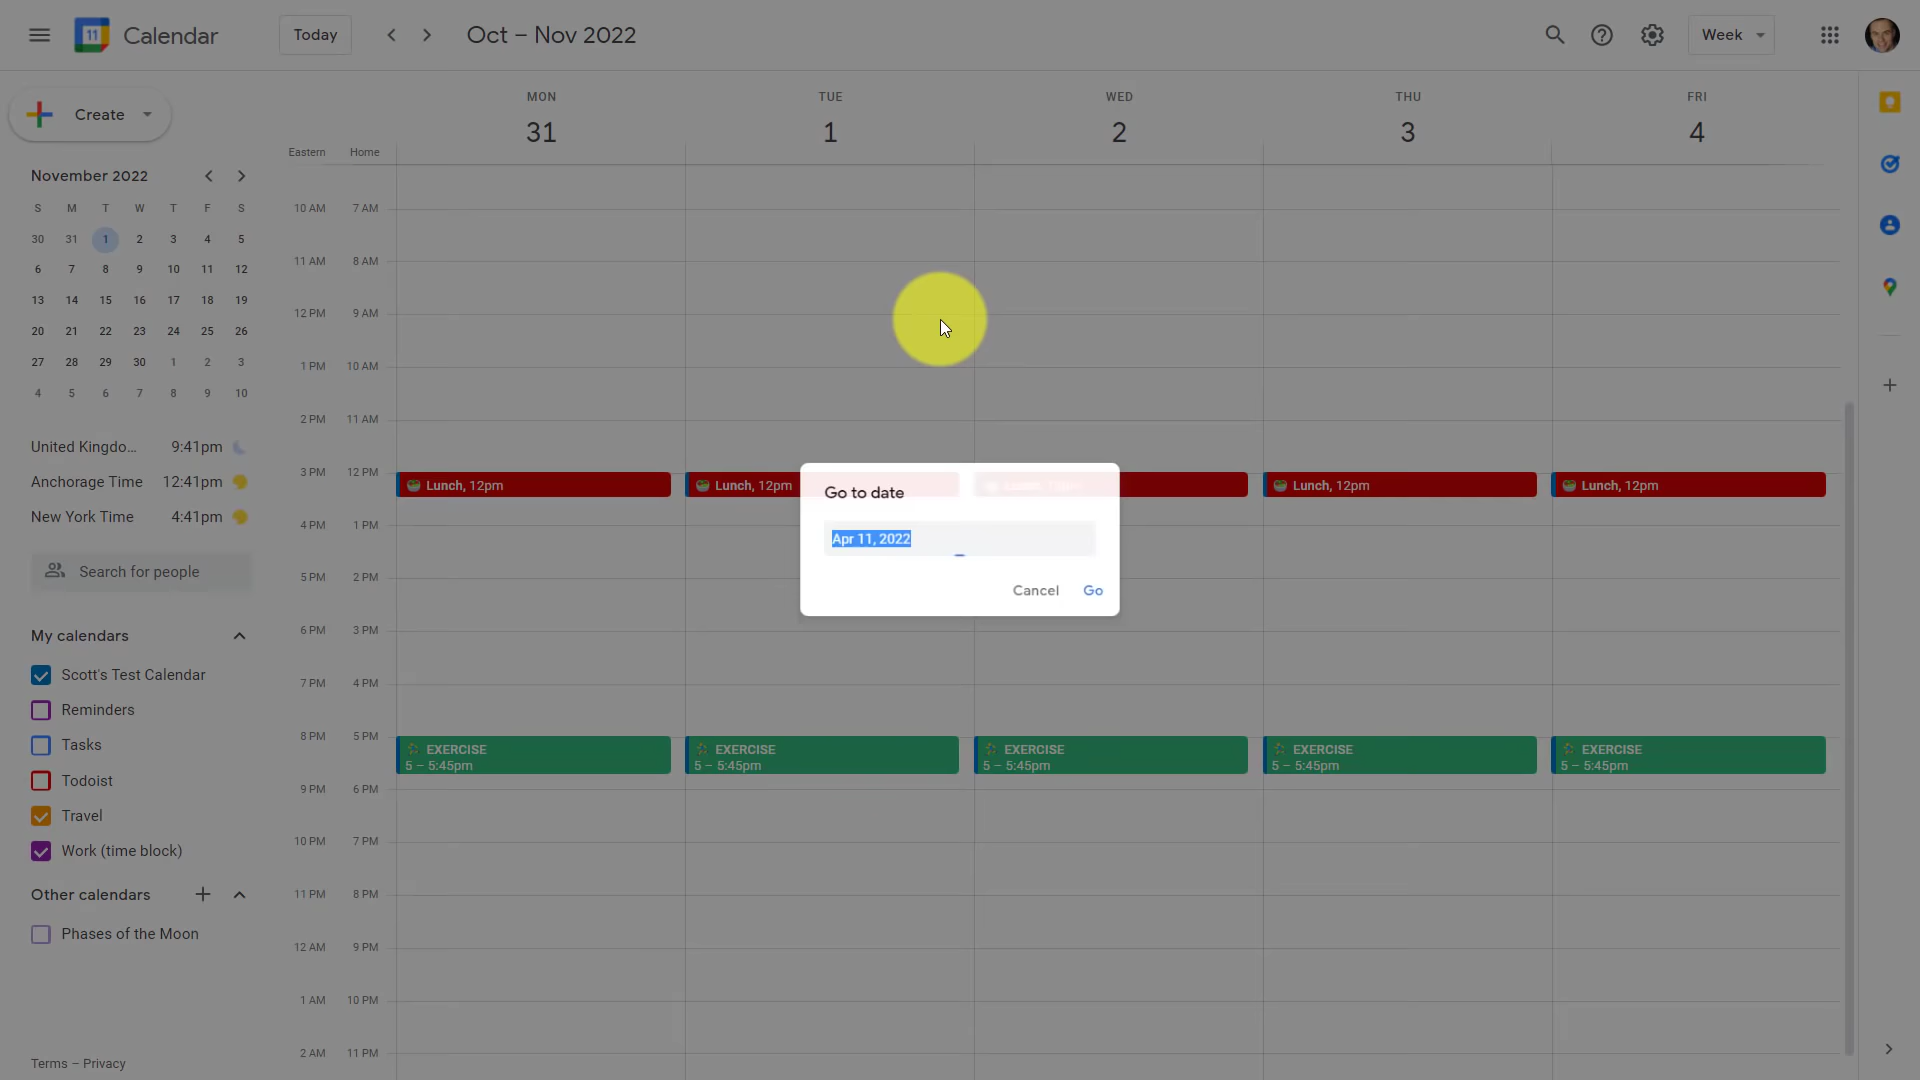 11 Calendar Today Oct – Nov 2022 Week
Create
Eastern Home
MON TUE WED THU FRI
31 1 2 3 4
November 2022
S M T W T F S
30 31 1 2 3 4 5
6 7 8 9 10 11 12
13 14 15 16 17 18 19
20 21 22 23 24 25 26
27 28 29 30 1 2 3
4 5 6 7 8 9 10
United Kingdo... 9:41pm
Anchorage Time 12:41pm
New York Time 4:41pm
Search for people
My calendars
Scott's Test Calendar
Reminders
Tasks
Todoist
Travel
Work (time block)
Other calendars
Phases of the Moon
Terms – Privacy
10 AM 7 AM
11 AM 8 AM
12 PM 9 AM
1 PM 10 AM
2 PM 11 AM
3 PM 12 PM
4 PM 1 PM
5 PM 2 PM
6 PM 3 PM
7 PM 4 PM
8 PM 5 PM
9 PM 6 PM
10 PM 7 PM
11 PM 8 PM
12 AM 9 PM
1 AM 10 PM
2 AM 11 PM
Lunch, 12pm
Lunch, 12pm
Lunch, 12pm
Lunch, 12pm
EXERCISE
5 – 5:45pm
EXERCISE
5 – 5:45pm
EXERCISE
5 – 5:45pm
EXERCISE
5 – 5:45pm
EXERCISE
5 – 5:45pm
Go to date
Apr 11, 2022
Cancel Go